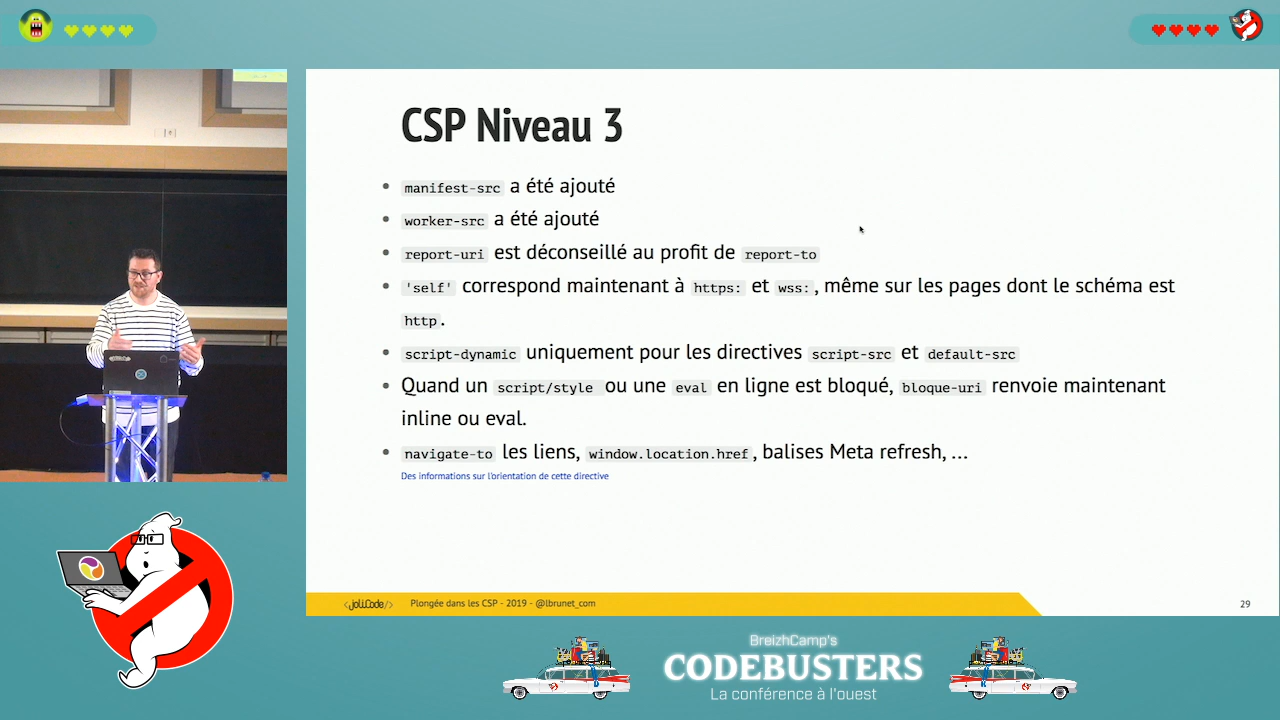 CSP Niveau 3
manifest-src a été ajouté
worker-src a été ajouté
report-uri est déconseillé au profit de report-to
'self' correspond maintenant à https: et wss:, même sur les pages dont le schéma est
http.
script-dynamic uniquement pour les directives script-src et default-src
Quand un script/style ou une eval en ligne est bloqué, bloque-uri renvoie maintenant
inline ou eval.
navigate-to les liens, window.location.href, balises Meta refresh, ...
Des informations sur l'orientation de cette directive
<joliCode/>
Plongée dans les CSP - 2019 - @lbrunet_com
29
BreizhCamp's
CODEBUSTERS
La conférence à l'ouest